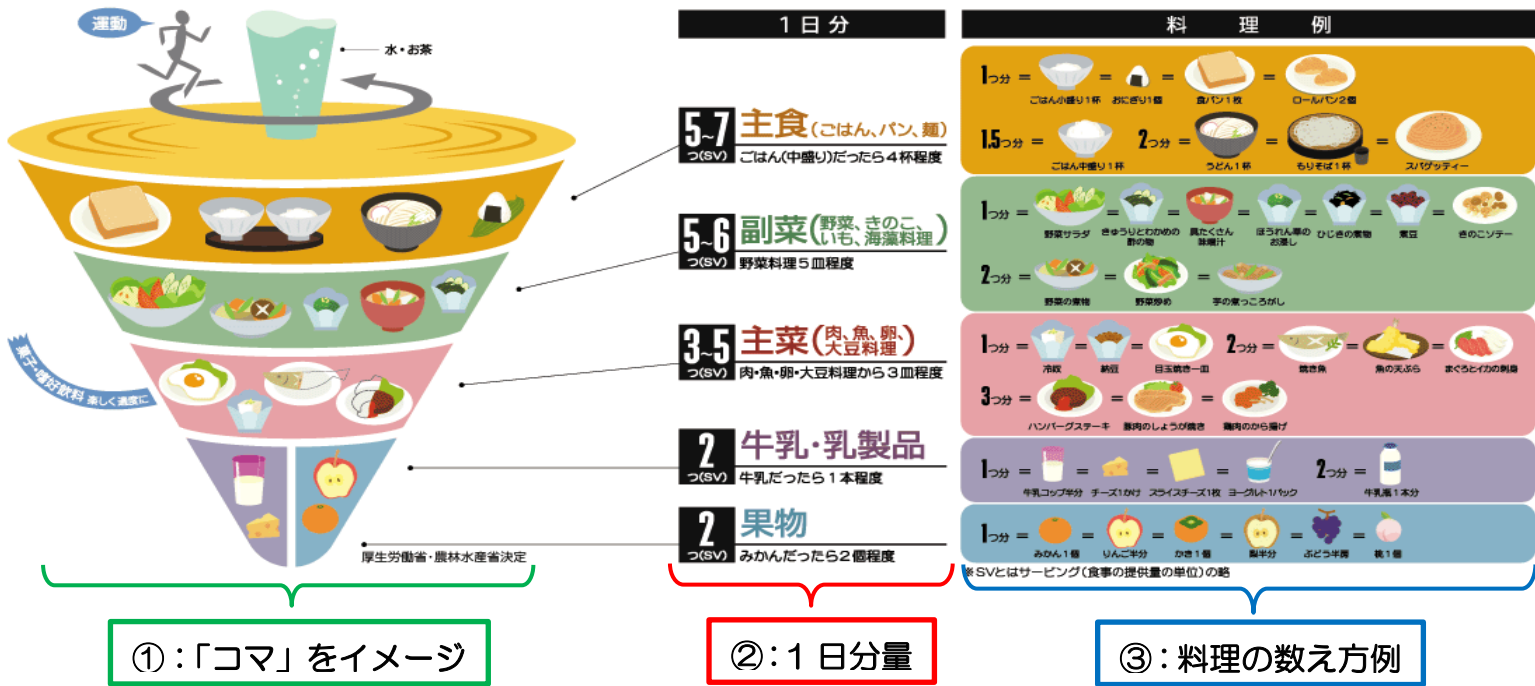 運動
水・お茶
菓子・嗜好飲料 楽しく適度に
厚生労働省・農林水産省決定
①:「コマ」をイメージ
1日分
5~7 つ(SV)
主食(ごはん、パン、麺)
ごはん(中盛り)だったら4杯程度
5~6 つ(SV)
副菜(野菜、きのこ、いも、海藻料理)
野菜料理5皿程度
3~5 つ(SV)
主菜(肉、魚、卵、大豆料理)
肉・魚・卵・大豆料理から3皿程度
2 つ(SV)
牛乳・乳製品
牛乳だったら1本程度
2 つ(SV)
果物
みかんだったら2個程度
②:1日分量
料理例
1つ分 = = = =
ごはん小盛り1杯 おにぎり1個 食パン1枚 ロールパン2個
1.5つ分 = 2つ分 = = =
ごはん中盛り1杯 うどん1杯 もりそば1杯 スパゲッティー
1つ分 = = = = = = =
野菜サラダ きゅうりとわかめの酢の物 具たくさん味噌汁 ほうれん草のお浸し ひじきの煮物 煮豆 きのこソテー
2つ分 = = =
野菜の煮物 野菜炒め 芋の煮っころがし
1つ分 = = = 2つ分 = = =
冷奴 納豆 目玉焼き一皿 焼き魚 魚の天ぷら まぐろとイカの刺身
3つ分 = = =
ハンバーグステーキ 豚肉のしょうが焼き 鶏肉のから揚げ
1つ分 = = = = 2つ分 =
牛乳コップ半分 チーズ1かけ スライスチーズ1枚 ヨーグルト1パック 牛乳瓶1本分
1つ分 = = = = = =
みかん1個 りんご半分 かき1個 梨半分 ぶどう半房 桃1個
※SVとはサービング(食事の提供量の単位)の略
③:料理の数え方例